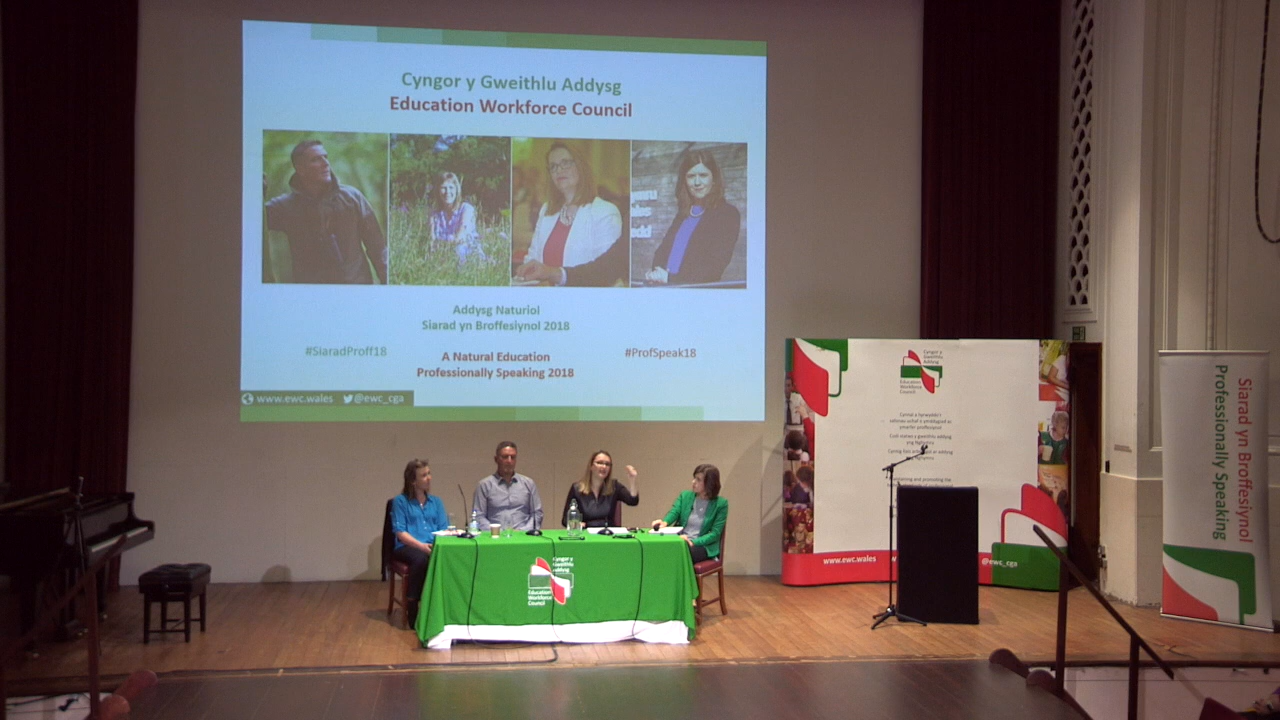 Cyngor y Gweithlu Addysg
Education Workforce Council
Addysg Naturiol
Siarad yn Broffesiynol 2018
#SiaradProff18
#ProfSpeak18
A Natural Education
Professionally Speaking 2018
www.ewc.wales @ewc_cga
Cyngor y
Gweithlu
Addysg
Education
Workforce
Council
yng Nghymru
www.ewc.wales
@ewc_cga
Siarad yn Broffesiynol
Professionally Speaking
Cyngor y
Gweithlu
Addysg
Education
Workforce
Council